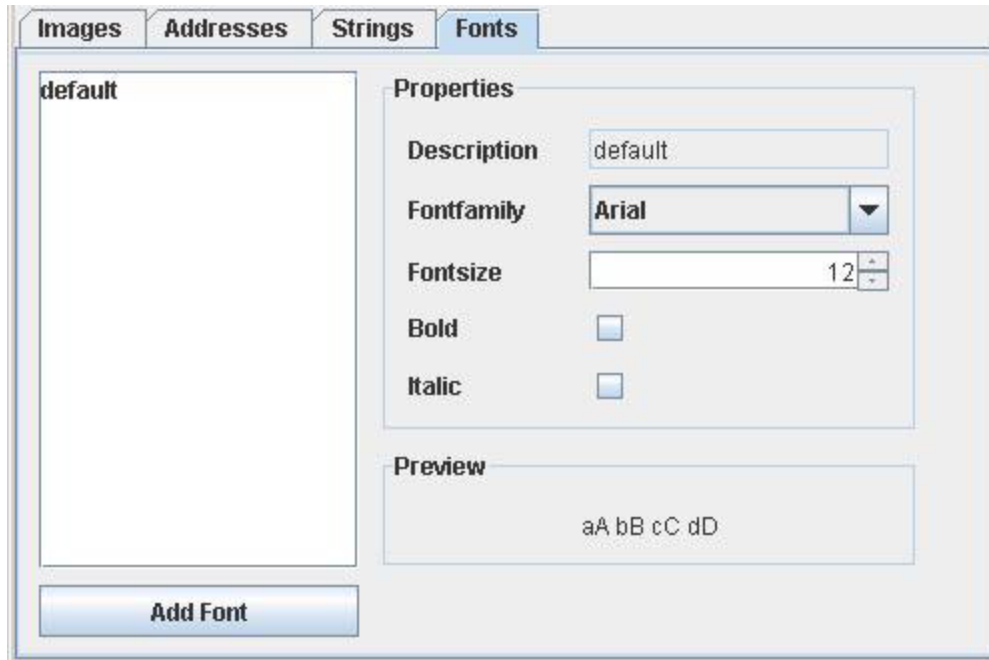 Images Addresses Strings Fonts
default
Properties
Description default
Fontfamily Arial
Fontsize 12
Bold
Italic
Preview
aA bB cC dD
Add Font